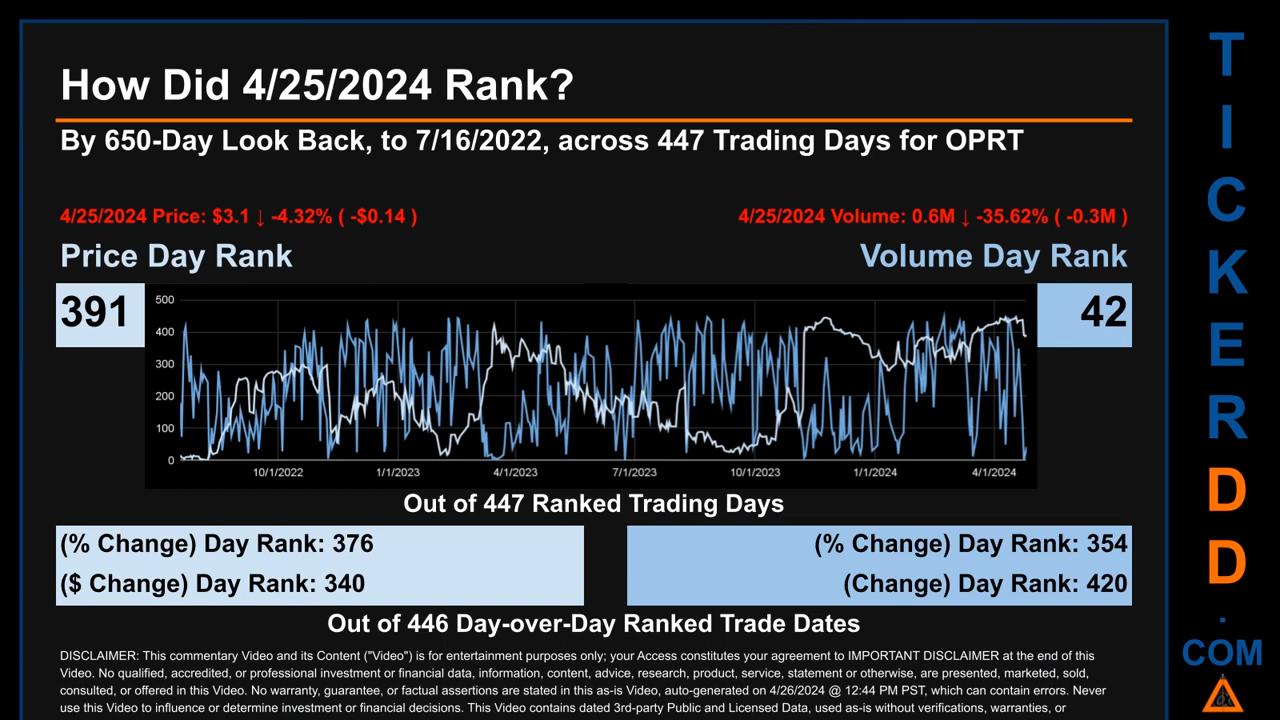 How Did 4/25/2024 Rank?
By 650-Day Look Back, to 7/16/2022, across 447 Trading Days for OPRT
4/25/2024 Price: $3.1 ↓ -4.32% ( -$0.14 )
4/25/2024 Volume: 0.6M ↓ -35.62% ( -0.3M )
Price Day Rank
Volume Day Rank
391
42
500
400
300
200
100
0
10/1/2022
1/1/2023
4/1/2023
7/1/2023
10/1/2023
1/1/2024
4/1/2024
Out of 447 Ranked Trading Days
(% Change) Day Rank: 376
($ Change) Day Rank: 340
(% Change) Day Rank: 354
(Change) Day Rank: 420
Out of 446 Day-over-Day Ranked Trade Dates
DISCLAIMER: This commentary Video and its Content ("Video") is for entertainment purposes only; your Access constitutes your agreement to IMPORTANT DISCLAIMER at the end of this
Video. No qualified, accredited, or professional investment or financial data, information, content, advice, research, product, service, statement or otherwise, are presented, marketed, sold,
consulted, or offered in this Video. No warranty, guarantee, or factual assertions are stated in this as-is Video, auto-generated on 4/26/2024 @ 12:44 PM PST, which can contain errors. Never
use this Video to influence or determine investment or financial decisions. This Video contains dated 3rd-party Public and Licensed Data, used as-is without verifications, warranties, or
T
I
C
K
E
R
D
D
.
COM